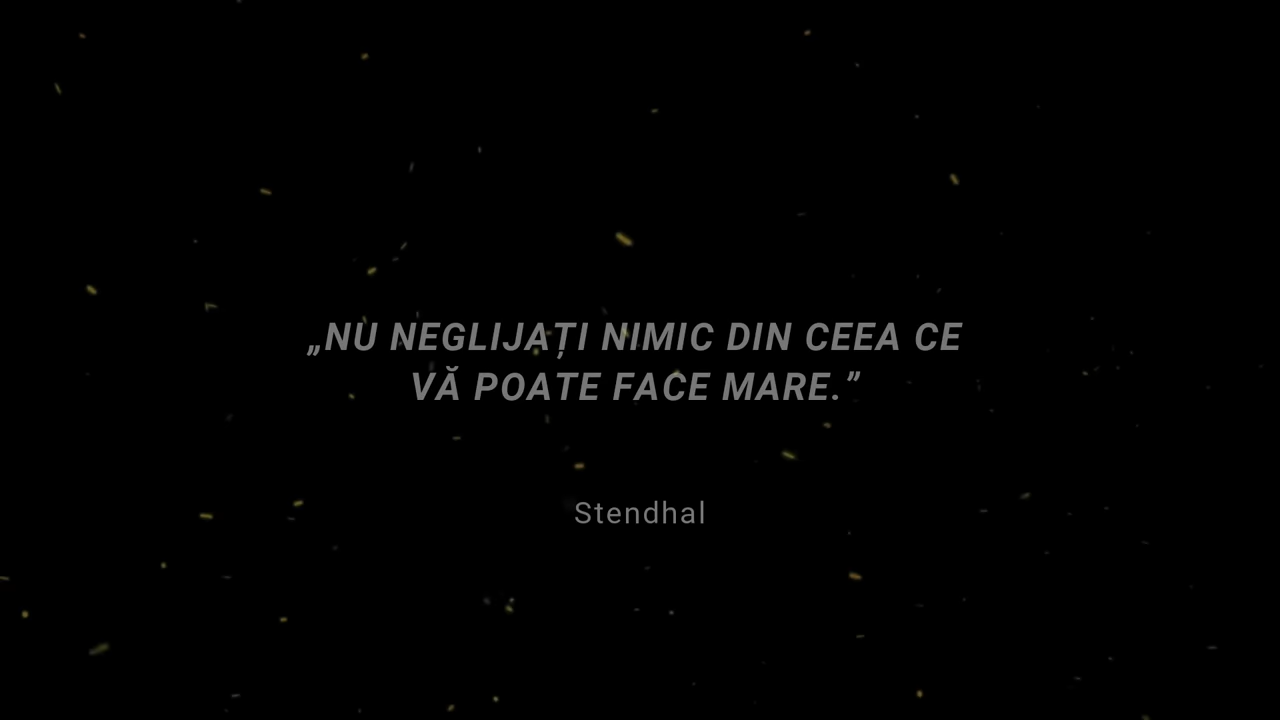 „NU NEGLIJAȚI NIMIC DIN CEEA CE
VĂ POATE FACE MARE.”
Stendhal